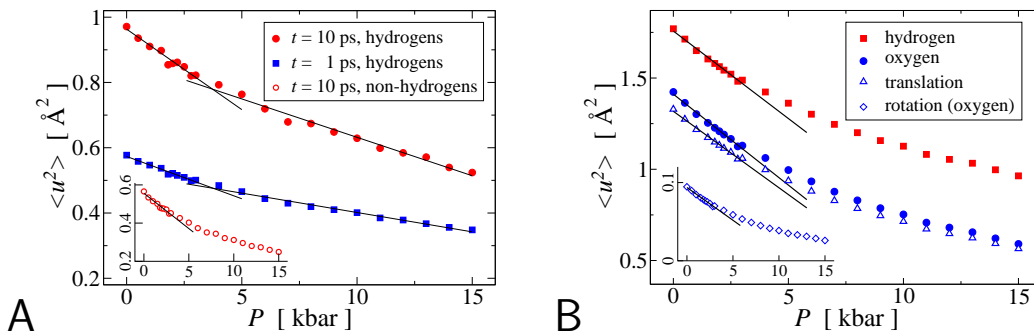 1
0.8
0.6
0.4
0.2
<u²> [ Å² ]
t = 10 ps, hydrogens
t = 1 ps, hydrogens
t = 10 ps, non-hydrogens
0.6
0.4
0.2
0 5 10 15
0 5 10 15
P [ kbar ]
A
1.5
1
0.5
<u²> [ Å² ]
hydrogen
oxygen
translation
rotation (oxygen)
0.1
0
0 5 10 15
0 5 10 15
P [ kbar ]
B